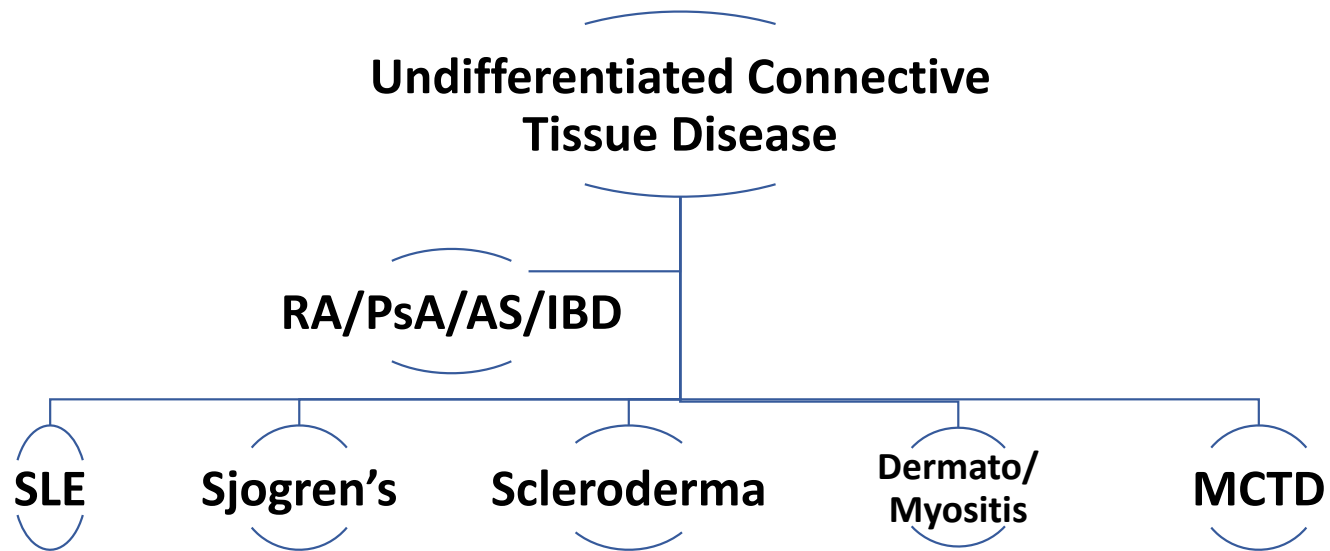 Undifferentiated Connective
Tissue Disease
RA/PsA/AS/IBD
SLE
Sjogren’s
Scleroderma
Dermato/
Myositis
MCTD